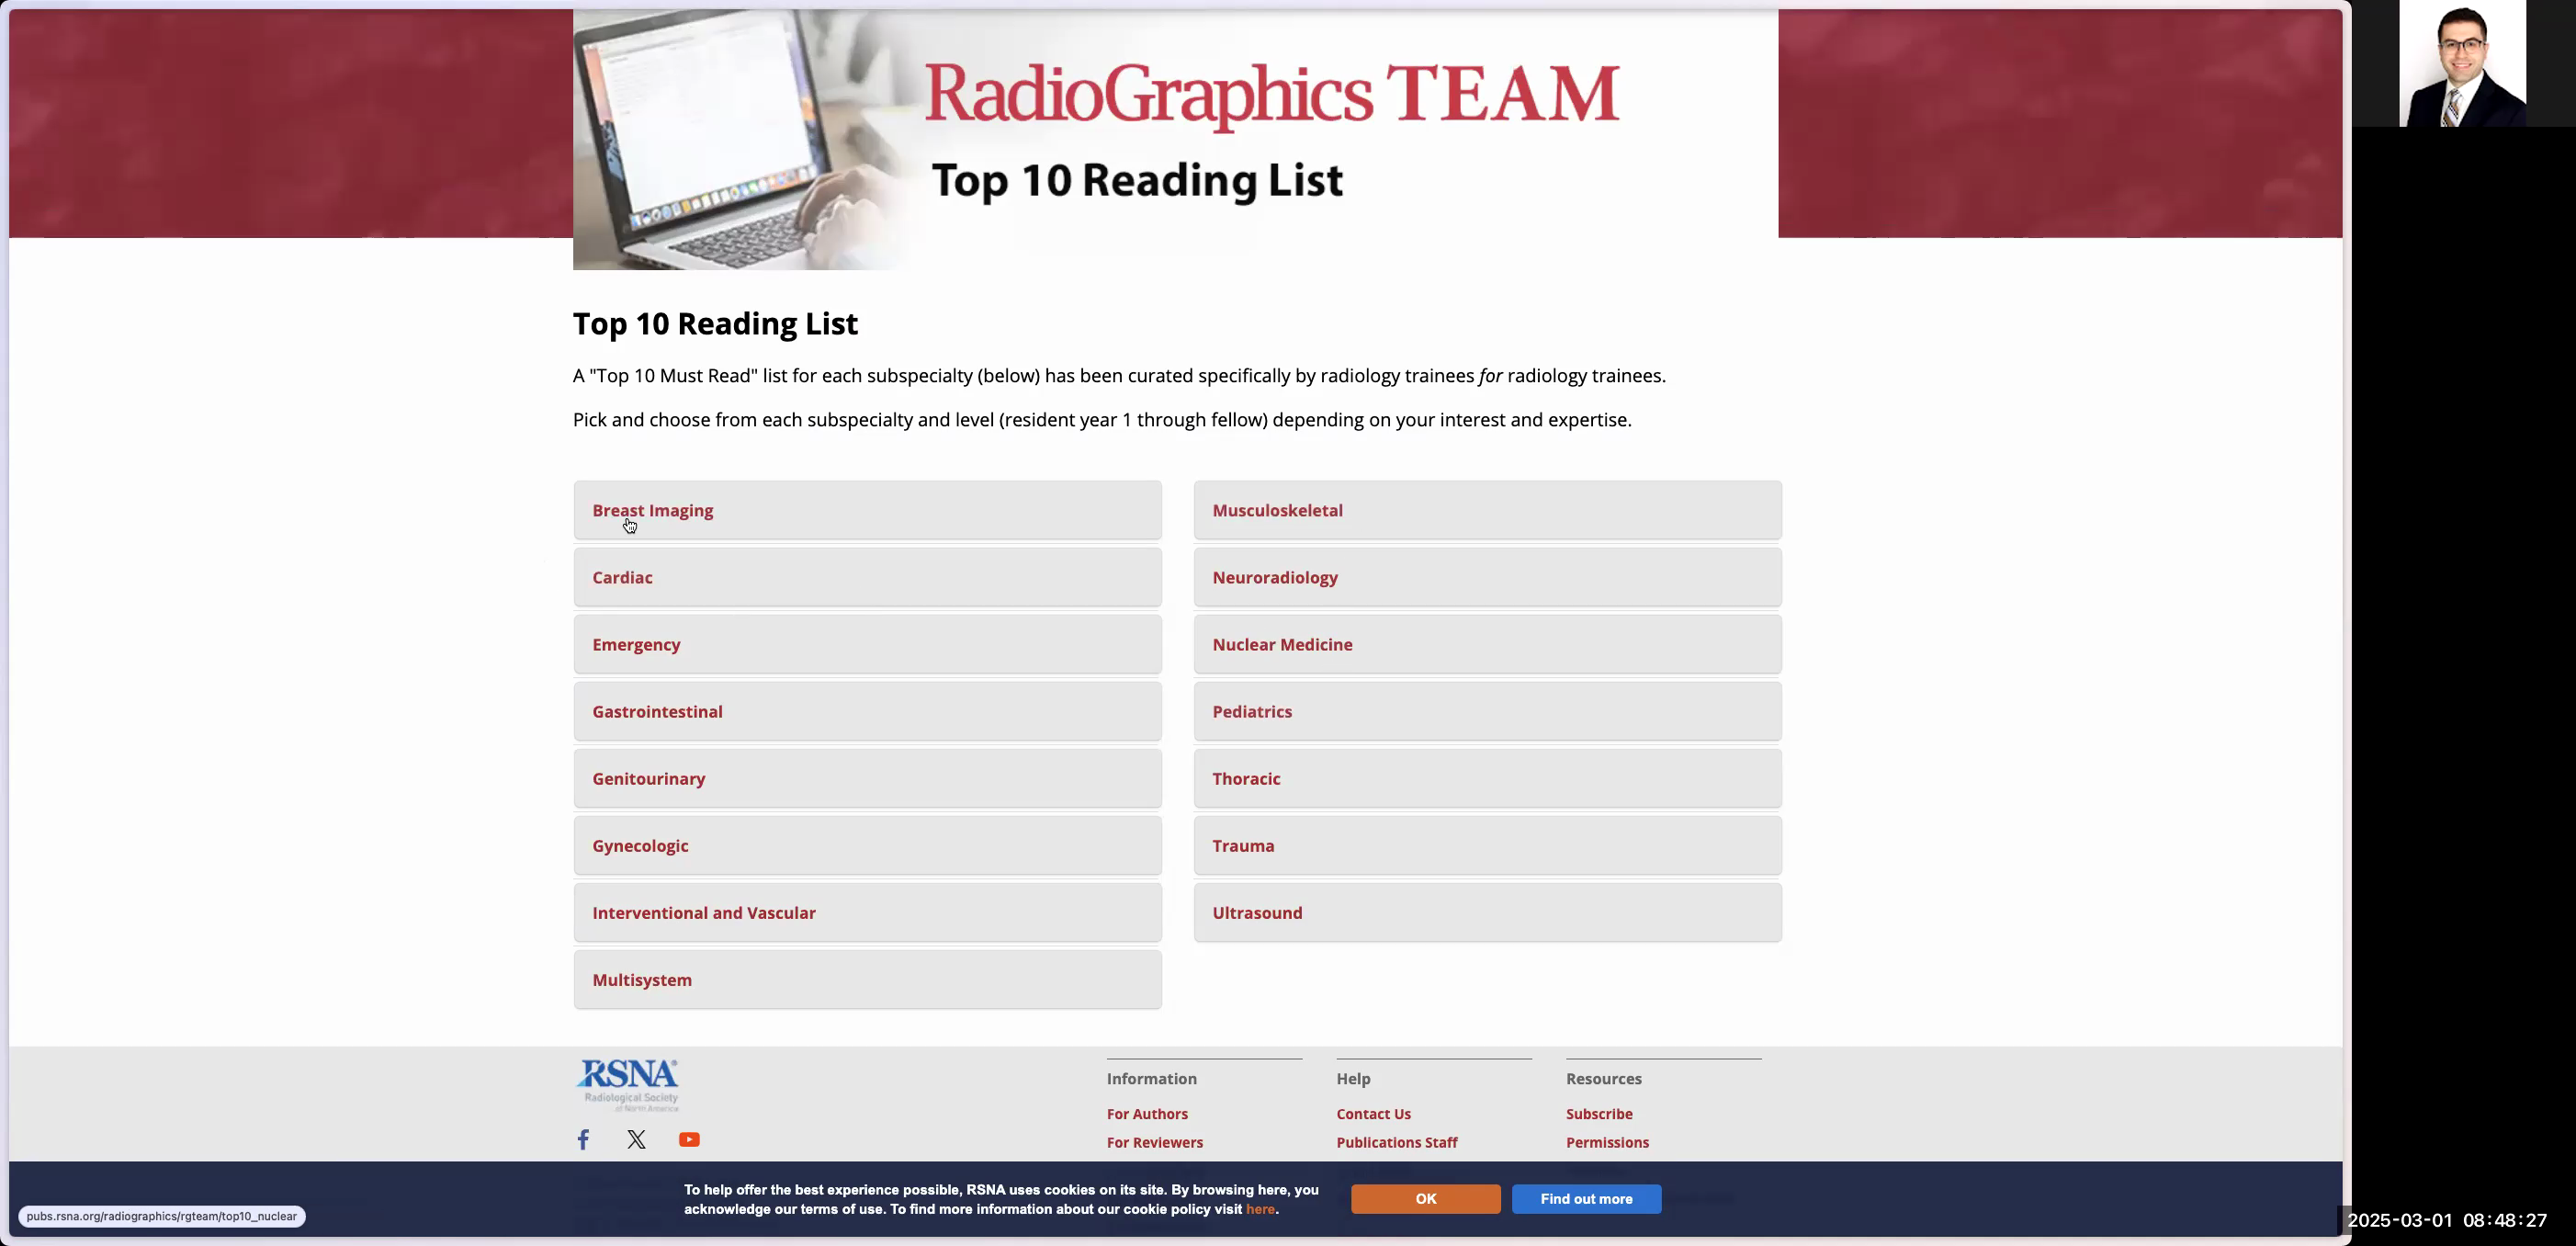 RadioGraphics TEAM
Top 10 Reading List
Top 10 Reading List
A "Top 10 Must Read" list for each subspecialty (below) has been curated specifically by radiology trainees for radiology trainees.
Pick and choose from each subspecialty and level (resident year 1 through fellow) depending on your interest and expertise.
Breast Imaging
Cardiac
Emergency
Gastrointestinal
Genitourinary
Gynecologic
Interventional and Vascular
Multisystem
Musculoskeletal
Neuroradiology
Nuclear Medicine
Pediatrics
Thoracic
Trauma
Ultrasound
RSNA®
Radiological Society
of North America
Information
For Authors
For Reviewers
Help
Contact Us
Publications Staff
Resources
Subscribe
Permissions
To help offer the best experience possible, RSNA uses cookies on its site. By browsing here, you
acknowledge our terms of use. To find more information about our cookie policy visit here.
OK
Find out more
pubs.rsna.org/radiographics/rgteam/top10_nuclear
2025-03-01 08:48:27